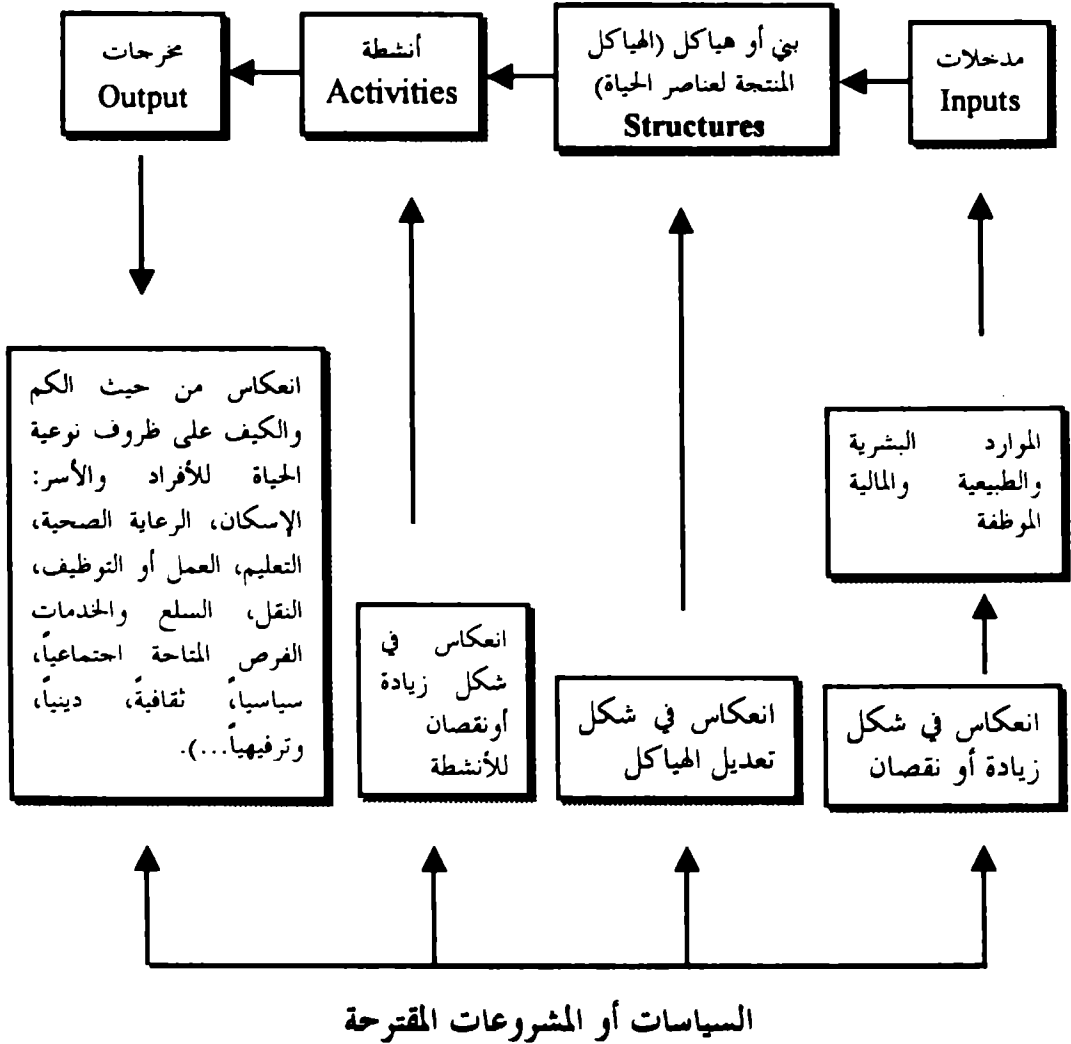 مدخلات
Inputs
بني أو هياكل (الهياكل
المنتجة لعناصر الحياة)
Structures
أنشطة
Activities
مخرجات
Output
الموارد البشرية
والطبيعية والمالية
الموظفة
انعكاس في شكل
زيادة أو نقصان
انعكاس في شكل
تعديل الهياكل
انعكاس في
شكل زيادة
أونقصان
للأنشطة
انعكاس من حيث الكم
والكيف على ظروف نوعية
الحياة للأفراد والأسر:
الإسكان، الرعاية الصحية،
التعليم، العمل أو التوظيف،
النقل، السلع والخدمات
الفرص المتاحة اجتماعياً،
سياسياً، ثقافيةً، دينياً،
وترفيهياً...).
السياسات أو المشروعات المقترحة